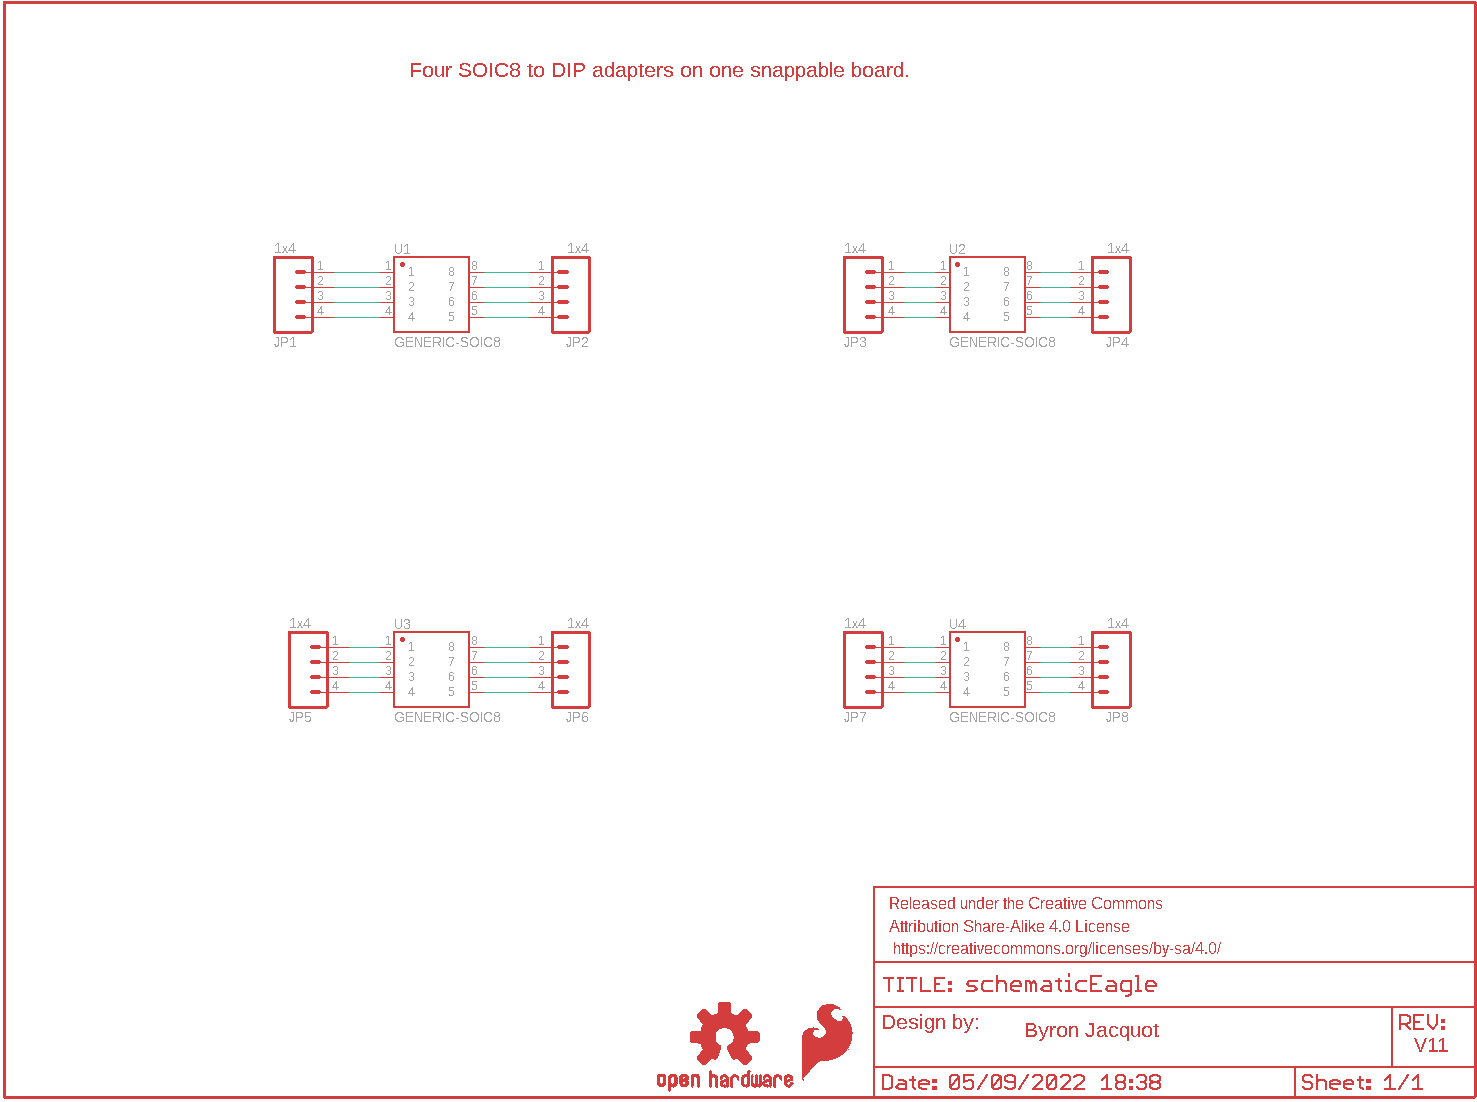 Four SOIC8 to DIP adapters on one snappable board.
1x4 U1 1x4 1x4 U2 1x4
1 1 1 8 8 1 1 1 1 8 8 1
2 2 2 7 7 2 2 2 2 7 7 2
3 3 3 6 6 3 3 3 3 6 6 3
4 4 4 5 5 4 4 4 4 5 5 4
JP1 GENERIC-SOIC8 JP2 JP3 GENERIC-SOIC8 JP4
1x4 U3 1x4 1x4 U4 1x4
1 1 1 8 8 1 1 1 1 8 8 1
2 2 2 7 7 2 2 2 2 7 7 2
3 3 3 6 6 3 3 3 3 6 6 3
4 4 4 5 5 4 4 4 4 5 5 4
JP5 GENERIC-SOIC8 JP6 JP7 GENERIC-SOIC8 JP8
Released under the Creative Commons
Attribution Share-Alike 4.0 License
https://creativecommons.org/licenses/by-sa/4.0/
TITLE: schematicEagle
Design by: Byron Jacquot
REV:
V11
Date: 05/09/2022 18:38
Sheet: 1/1
open hardware